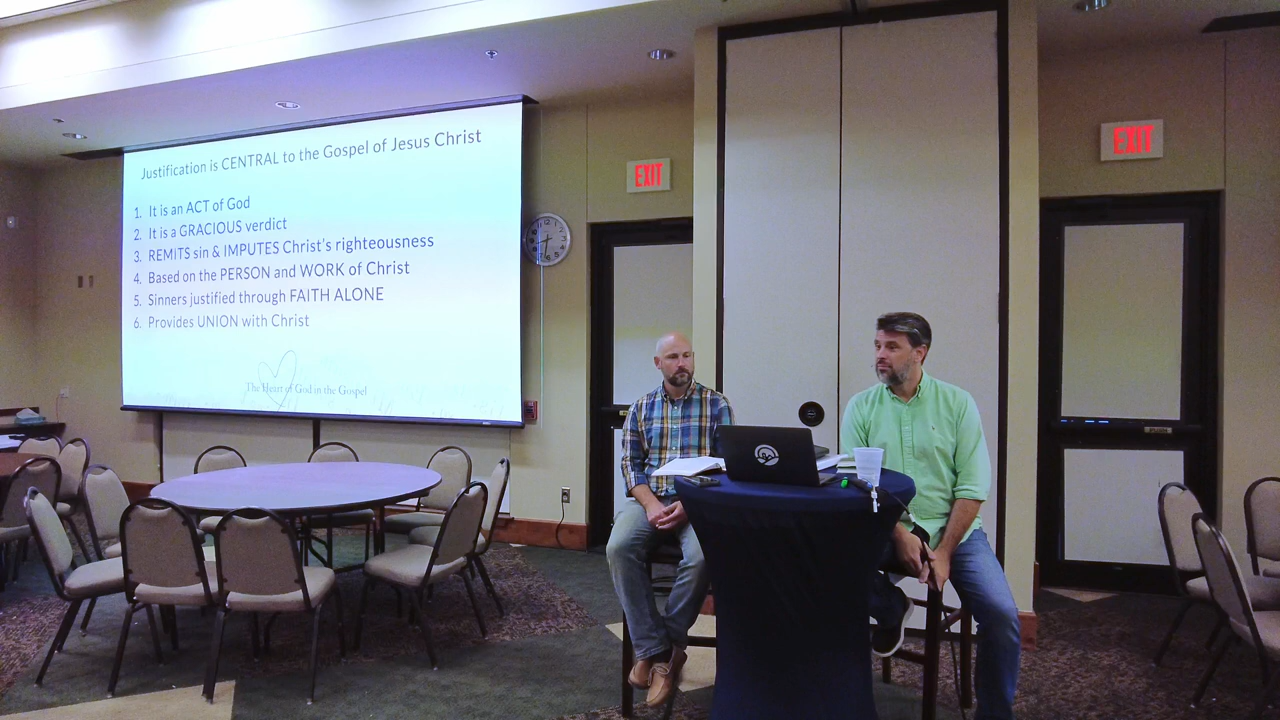 Justification is CENTRAL to the Gospel of Jesus Christ
1. It is an ACT of God
2. It is a GRACIOUS verdict
3. REMITS sin & IMPUTES Christ's righteousness
4. Based on the PERSON and WORK of Christ
5. Sinners justified through FAITH ALONE
6. Provides UNION with Christ
The Heart of God in the Gospel
EXIT
EXIT
PUSH